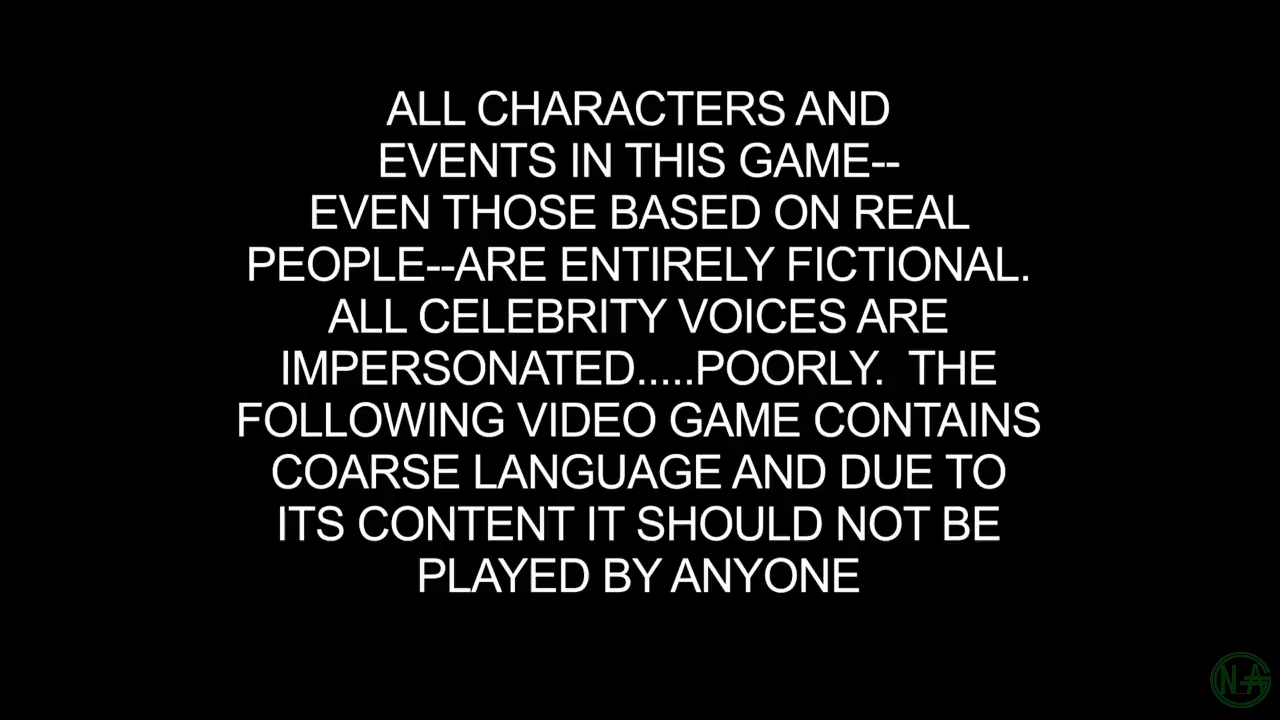 ALL CHARACTERS AND
EVENTS IN THIS GAME--
EVEN THOSE BASED ON REAL
PEOPLE--ARE ENTIRELY FICTIONAL.
ALL CELEBRITY VOICES ARE
IMPERSONATED.....POORLY.  THE
FOLLOWING VIDEO GAME CONTAINS
COARSE LANGUAGE AND DUE TO
ITS CONTENT IT SHOULD NOT BE
PLAYED BY ANYONE